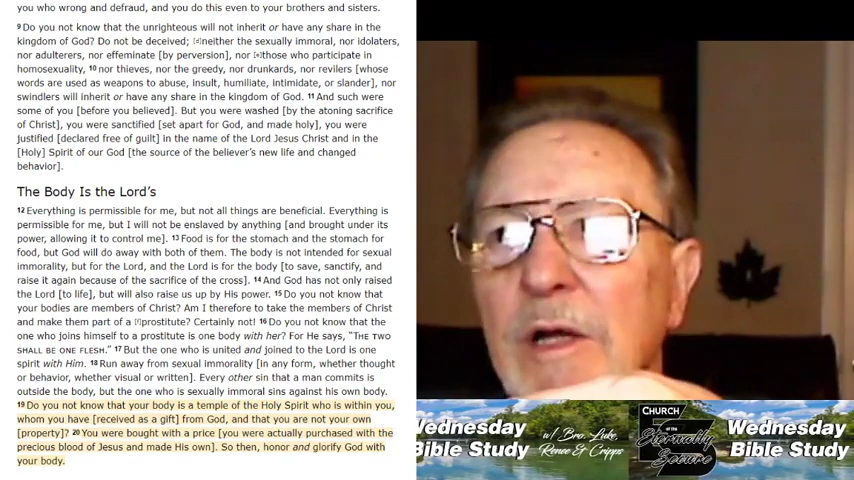 you who wrong and defraud, and you do this even to your brothers and sisters.
9 Do you not know that the unrighteous will not inherit or have any share in the
kingdom of God? Do not be deceived; [d]neither the sexually immoral, nor idolaters,
nor adulterers, nor effeminate [by perversion], nor [e]those who participate in
homosexuality, 10 nor thieves, nor the greedy, nor drunkards, nor revilers [whose
words are used as weapons to abuse, insult, humiliate, intimidate, or slander], nor
swindlers will inherit or have any share in the kingdom of God. 11 And such were
some of you [before you believed]. But you were washed [by the atoning sacrifice
of Christ], you were sanctified [set apart for God, and made holy], you were
justified [declared free of guilt] in the name of the Lord Jesus Christ and in the
[Holy] Spirit of our God [the source of the believer's new life and changed
behavior].
The Body Is the Lord's
12 Everything is permissible for me, but not all things are beneficial. Everything is
permissible for me, but I will not be enslaved by anything [and brought under its
power, allowing it to control me]. 13 Food is for the stomach and the stomach for
food, but God will do away with both of them. The body is not intended for sexual
immorality, but for the Lord, and the Lord is for the body [to save, sanctify, and
raise it again because of the sacrifice of the cross]. 14 And God has not only raised
the Lord [to life], but will also raise us up by His power. 15 Do you not know that
your bodies are members of Christ? Am I therefore to take the members of Christ
and make them part of a [f]prostitute? Certainly not! 16 Do you not know that the
one who joins himself to a prostitute is one body with her? For He says, "THE TWO
SHALL BE ONE FLESH." 17 But the one who is united and joined to the Lord is one
spirit with Him. 18 Run away from sexual immorality [in any form, whether thought
or behavior, whether visual or written]. Every other sin that a man commits is
outside the body, but the one who is sexually immoral sins against his own body.
19 Do you not know that your body is a temple of the Holy Spirit who is within you,
whom you have [received as a gift] from God, and that you are not your own
[property]? 20 You were bought with a price [you were actually purchased with the
precious blood of Jesus and made His own]. So then, honor and glorify God with
your body.
Wednesday
Bible Study
w/ Bro. Luke,
Renee & Cripps
CHURCH
of the
Eternally
Secure
Wednesday
Bible Study